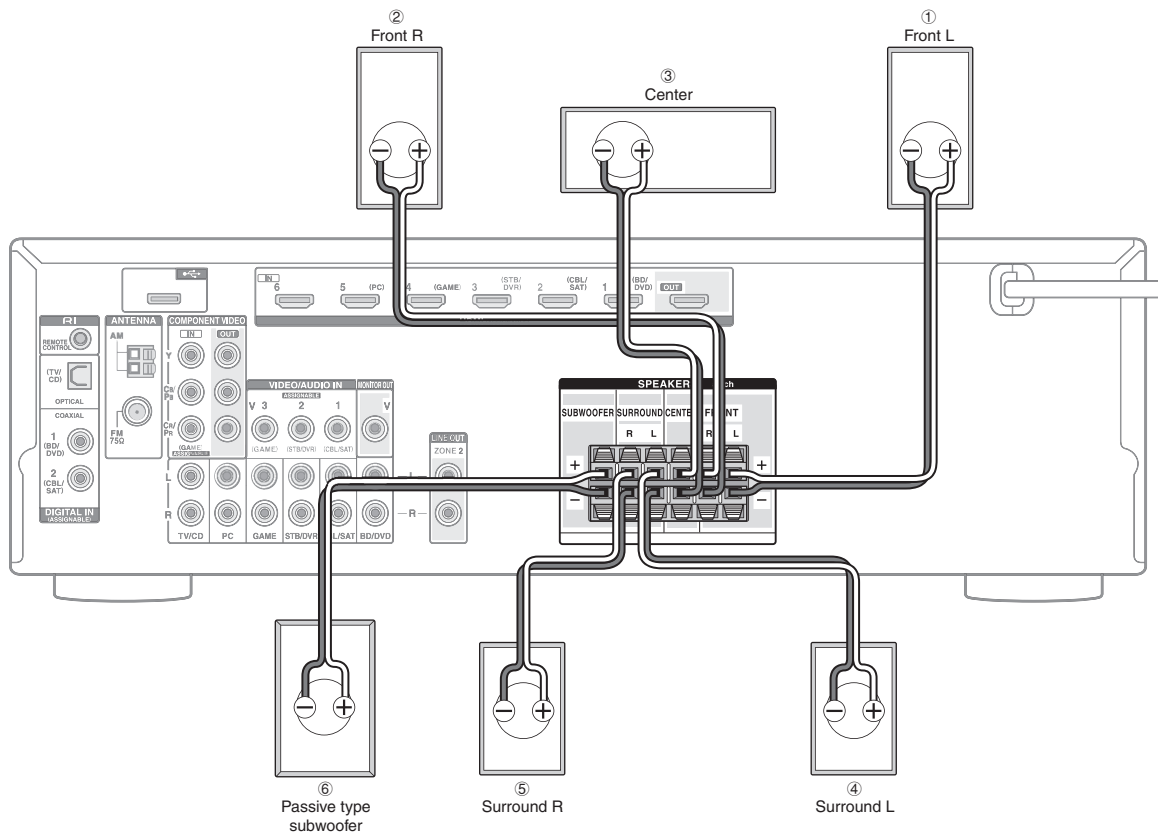 ②
Front R
①
Front L
③
Center
− +
− +
− +
IN
6
5 (PC)
4 (GAME)
3 (STB/
DVR)
2 (CBL/
SAT)
1 (BD/
DVD)
OUT
RI
REMOTE
CONTROL
(TV/
CD)
OPTICAL
COAXIAL
1
(BD/
DVD)
2
(CBL/
SAT)
DIGITAL IN
(ASSIGNABLE)
ANTENNA
AM
FM
75Ω
COMPONENT VIDEO
IN OUT
Y
CB/
PB
CR/
PR
(GAME)
L
R
TV/CD PC GAME STB/DVR BD/DVD
VIDEO/AUDIO IN
ASSIGNABLE
V 3 2 1
(GAME) (STB/DVR) (CBL/SAT)
MONITOR OUT
V
LINE OUT
ZONE 2
R
SPEAKER
SUBWOOFER SURROUND CENTER
R L R L
+ +
− −
− +
− +
− +
⑥
Passive type
subwoofer
⑤
Surround R
④
Surround L